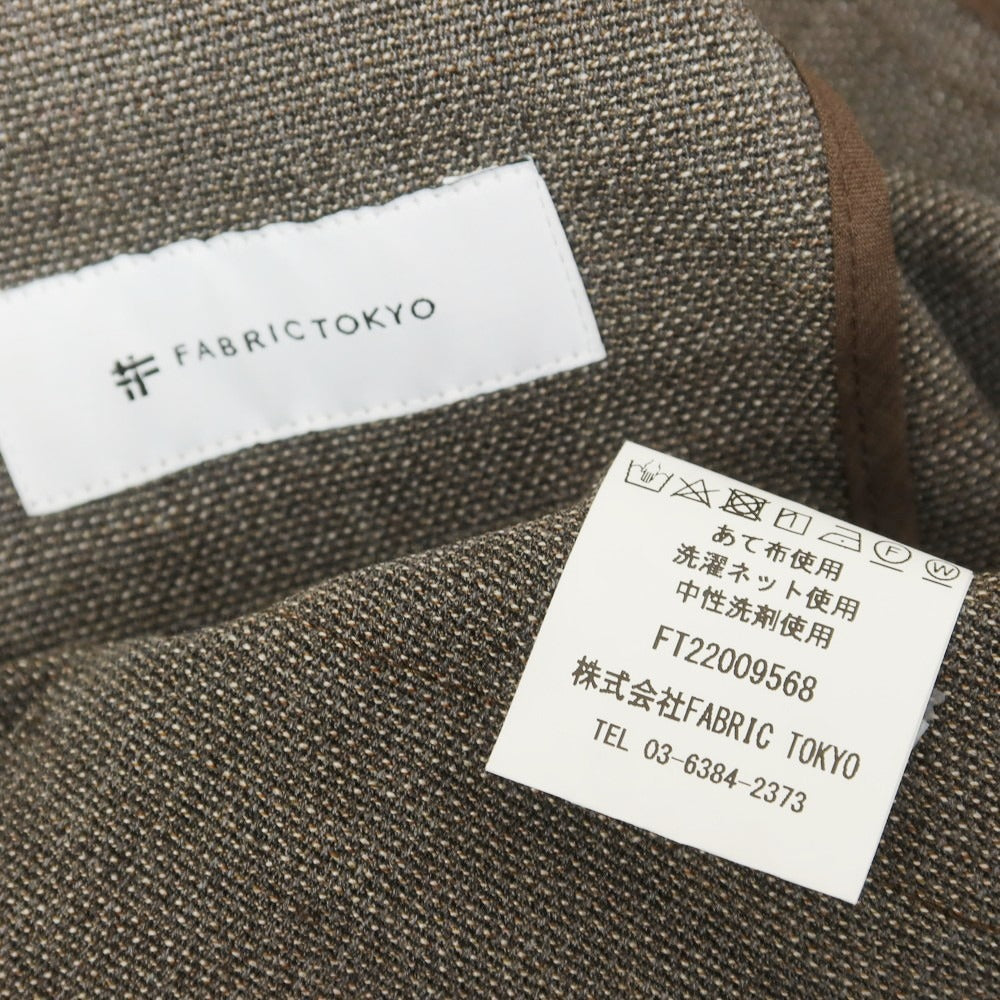 FABRIC TOKYO
F
W
あて布使用
洗濯ネット使用
中性洗剤使用
FT22009568
株式会社FABRIC TOKYO
TEL 03-6384-2373